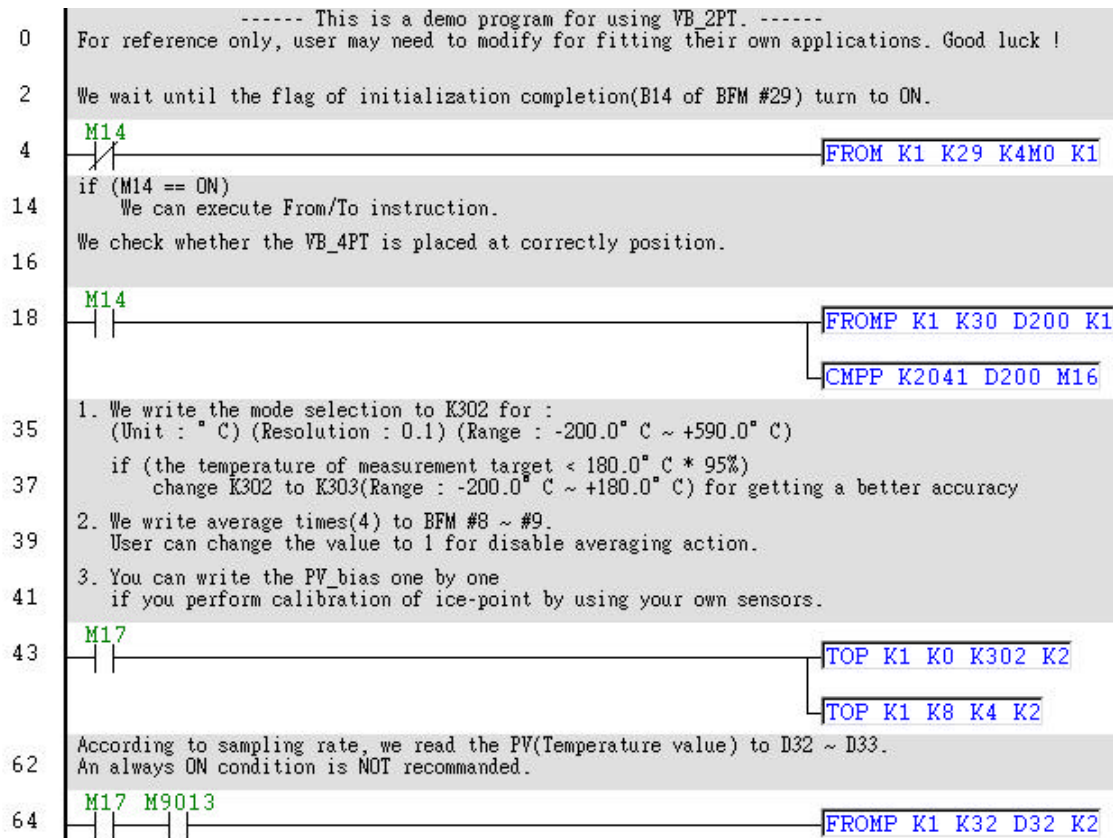 ------ This is a demo program for using VB_2PT. ------
0 For reference only, user may need to modify for fitting their own applications. Good luck !
2 We wait until the flag of initialization completion(B14 of BFM #29) turn to ON.
M14
4 FROM K1 K29 K4M0 K1
if (M14 == ON)
14 We can execute From/To instruction.
We check whether the VB_4PT is placed at correctly position.
16
M14
18 FROMP K1 K30 D200 K1
CMPP K2041 D200 M16
1. We write the mode selection to K302 for :
35 (Unit : ° C) (Resolution : 0.1) (Range : -200.0° C ~ +590.0° C)
if (the temperature of measurement target < 180.0° C * 95%)
37 change K302 to K303(Range : -200.0° C ~ +180.0° C) for getting a better accuracy
2. We write average times(4) to BFM #8 ~ #9.
39 User can change the value to 1 for disable averaging action.
3. You can write the PV_bias one by one
41 if you perform calibration of ice-point by using your own sensors.
M17
43 TOP K1 K0 K302 K2
TOP K1 K8 K4 K2
According to sampling rate, we read the PV(Temperature value) to D32 ~ D33.
62 An always ON condition is NOT recommanded.
M17 M9013
64 FROMP K1 K32 D32 K2